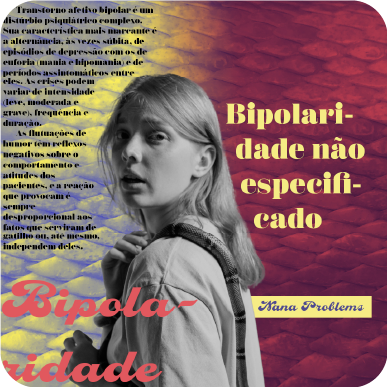 Transtorno afetivo bipolar é um
distúrbio psiquiátrico complexo.
Sua característica mais marcante é
a alternância, às vezes súbita, de
episódios de depressão com os de
euforia (mania e hipomania) e de
períodos assintomáticos entre
eles. As crises podem
variar de intensidade
(leve, moderada e
grave), frequência e
duração.
As flutuações de
humor têm reflexos
negativos sobre o
comportamento e
atitudes dos
pacientes, e a reação
que provocam é
sempre
desproporcional aos
fatos que serviram de
gatilho ou, até mesmo,
independem deles.
Bipolari-
dade não
especifi-
cado
Nana Problems
Bipola-
ridade